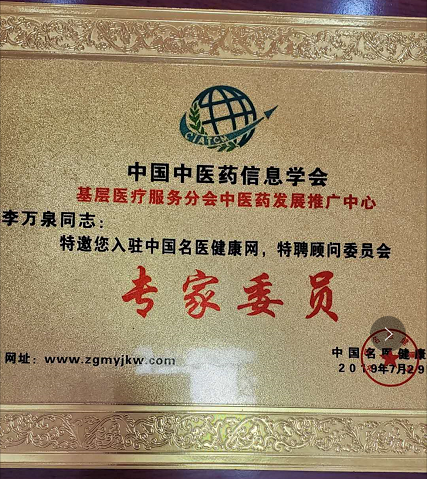 CIATCM
中国中医药信息学会
基层医疗服务分会中医药发展推广中心
李万泉同志：
特邀您入驻中国名医健康网，特聘顾问委员会
专家委员
网址：www.zgmyjkw.com
中国名医健康
2019年7月29